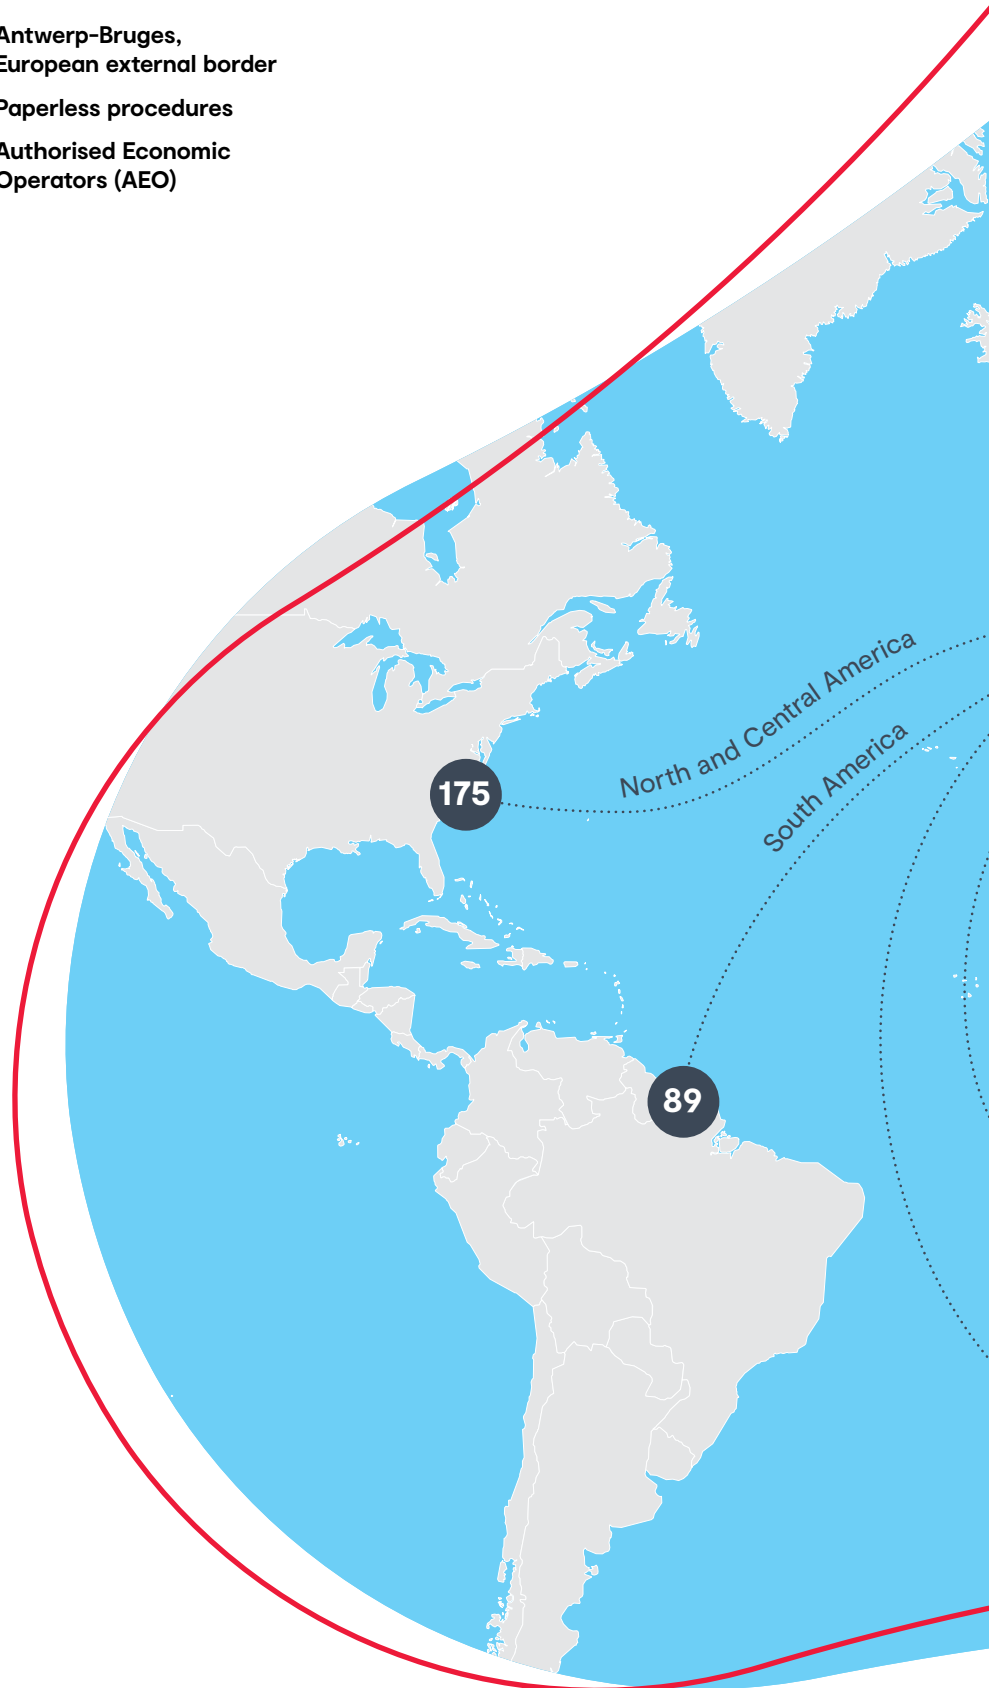 Antwerp-Bruges,
European external border
Paperless procedures
Authorised Economic
Operators (AEO)
North and Central America
South America
175
89